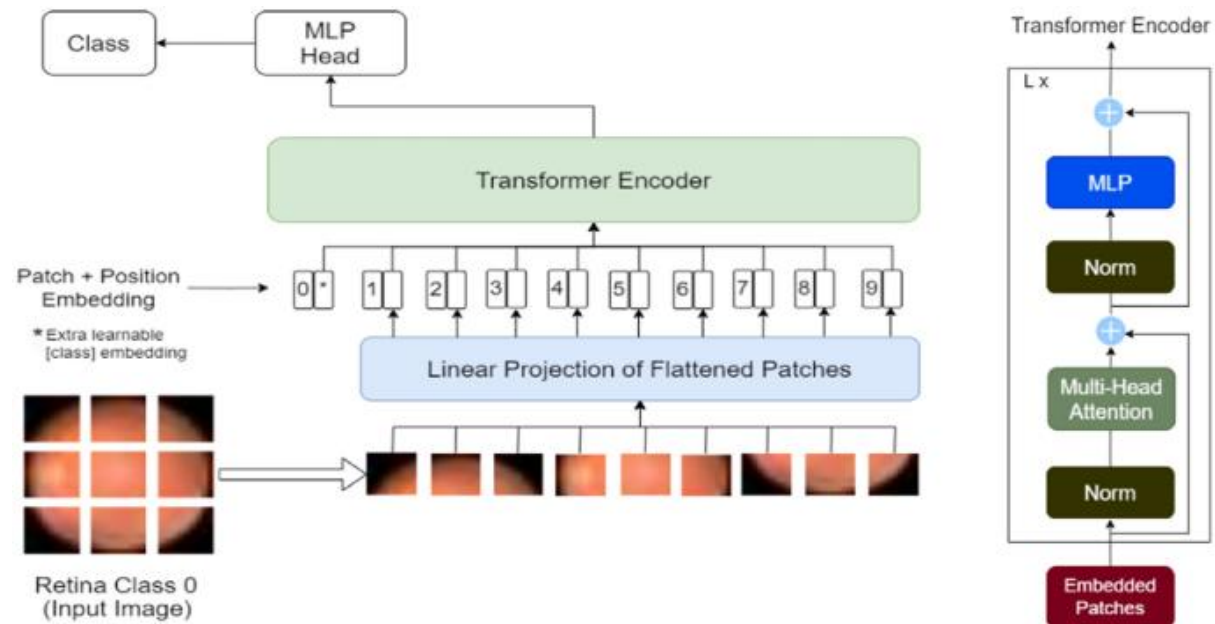 Class
MLP
Head
Transformer Encoder
Patch + Position
Embedding
0 * 1 2 3 4 5 6 7 8 9
* Extra learnable
[class] embedding
Linear Projection of Flattened Patches
Retina Class 0
(Input Image)
Transformer Encoder
L x
MLP
Norm
Multi-Head
Attention
Norm
Embedded
Patches